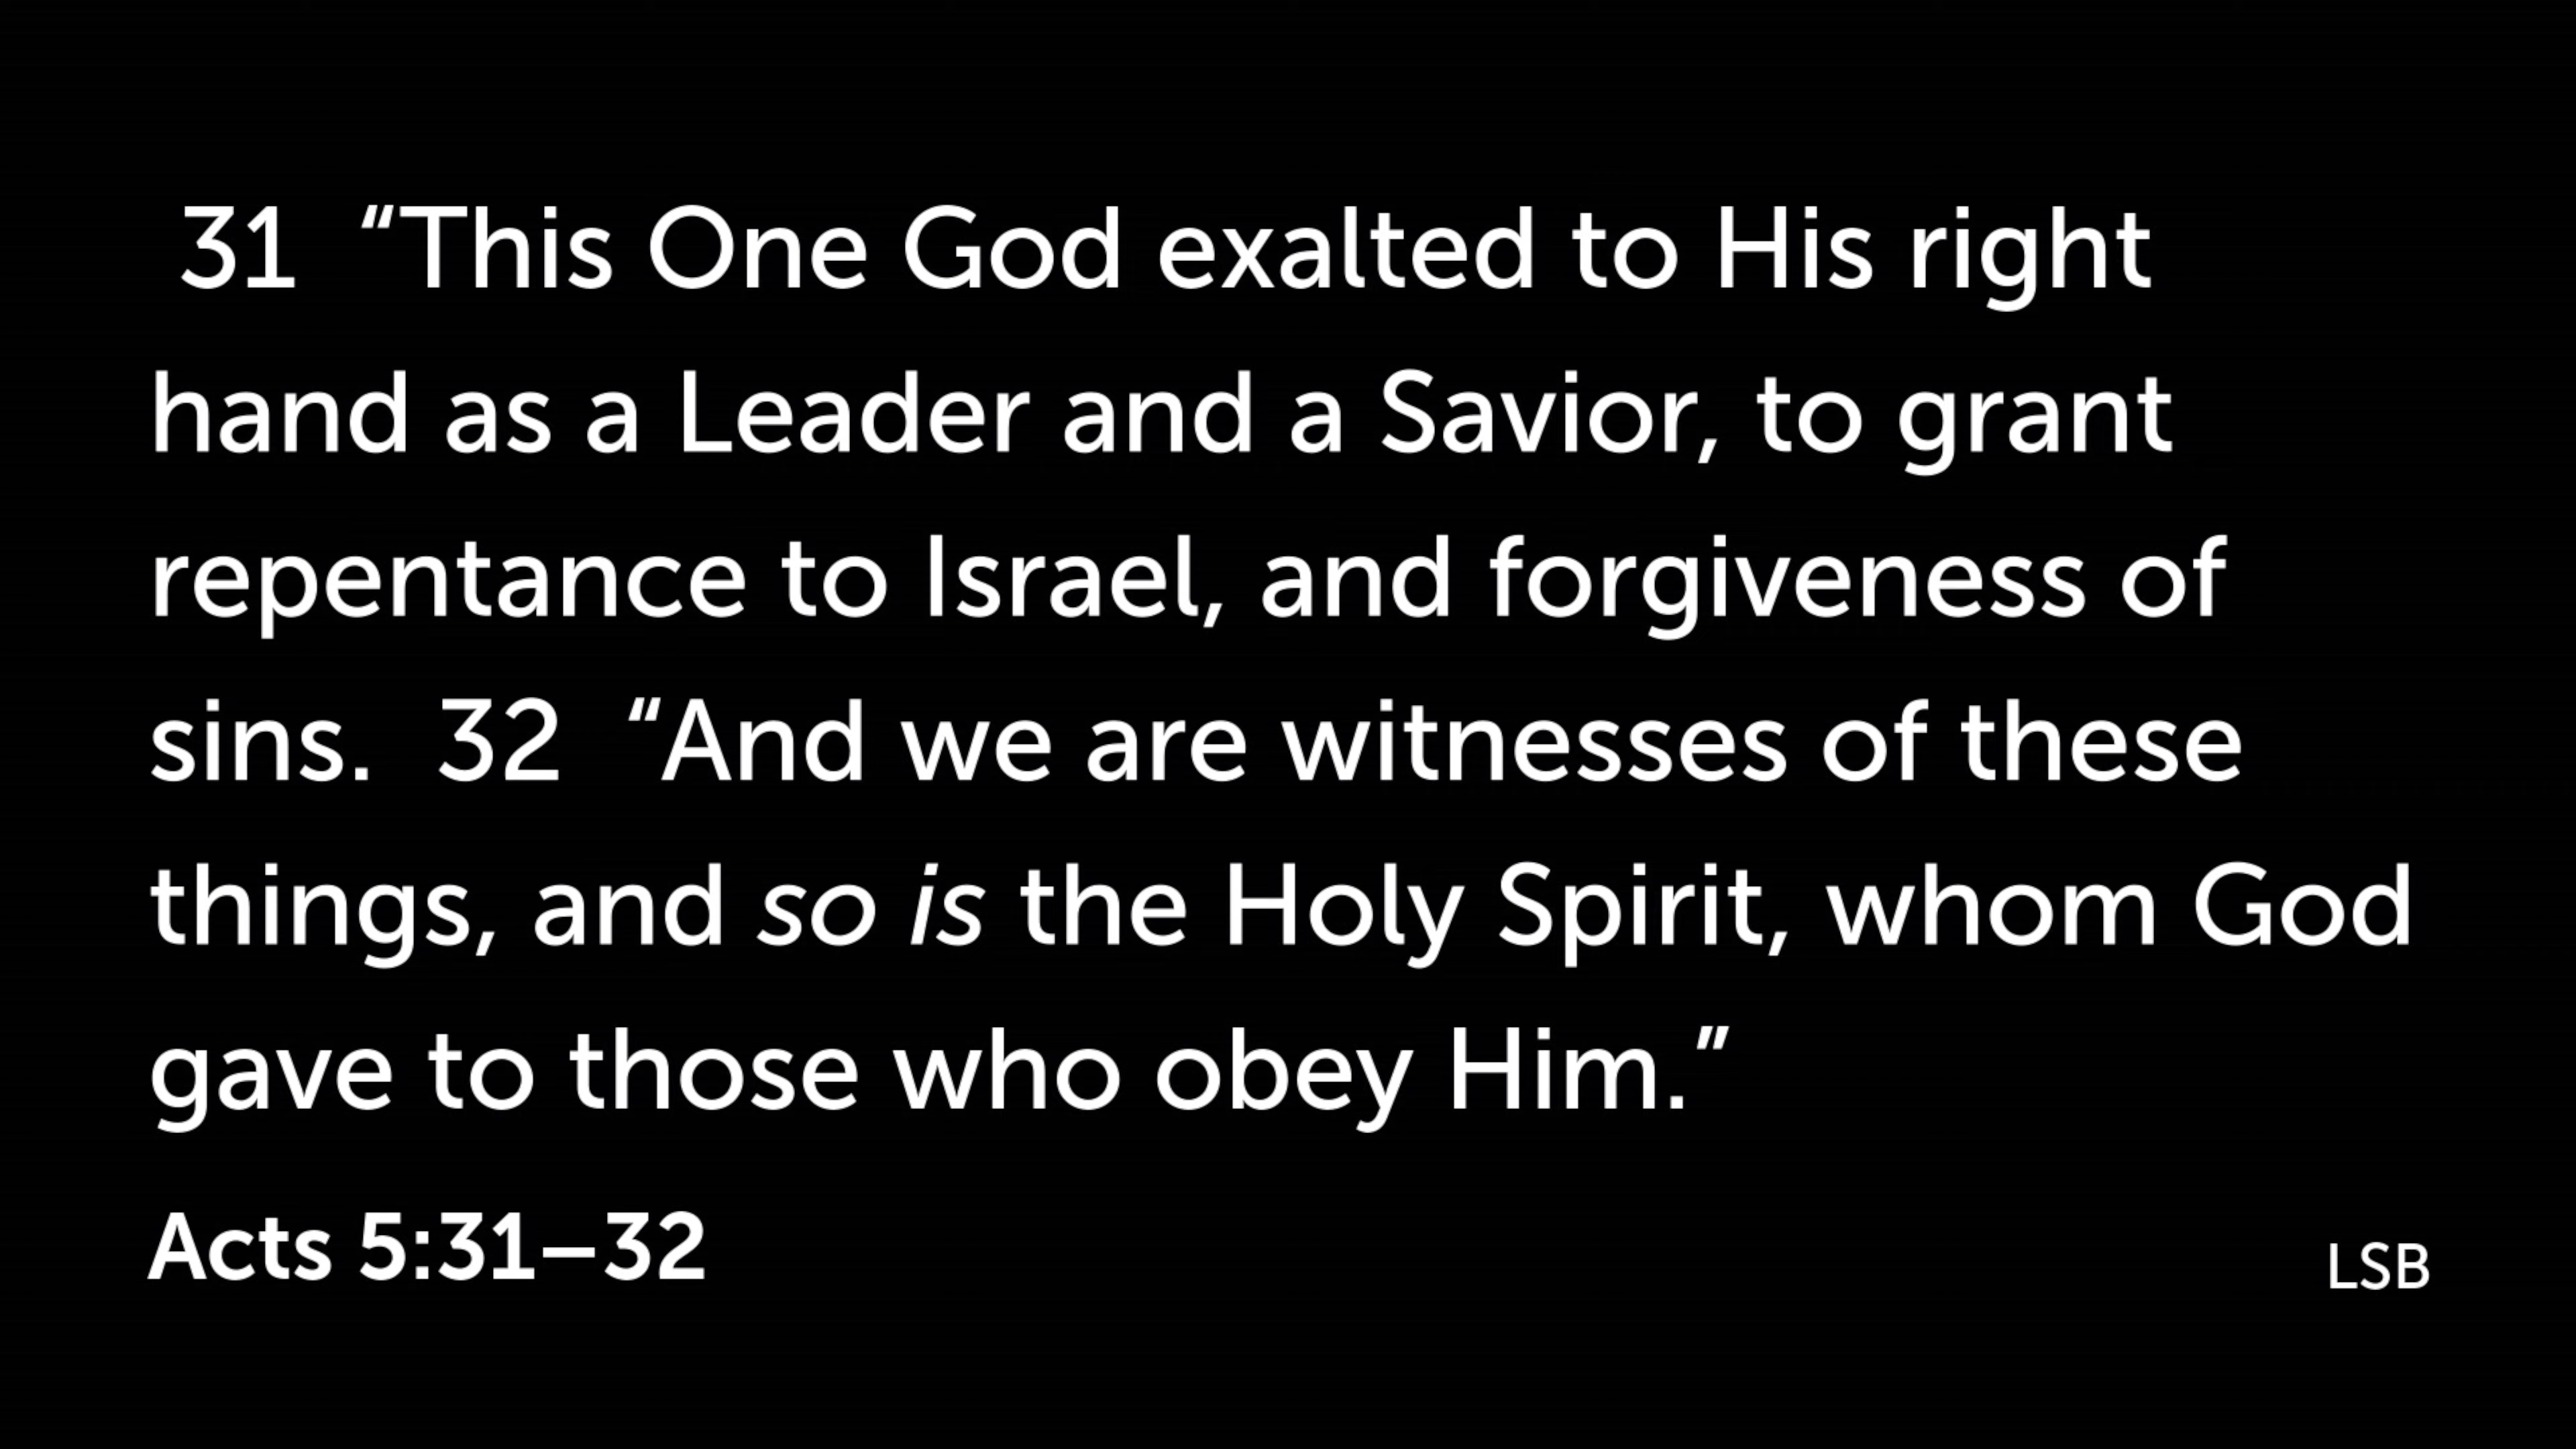 31 “This One God exalted to His right
hand as a Leader and a Savior, to grant
repentance to Israel, and forgiveness of
sins. 32 “And we are witnesses of these
things, and so is the Holy Spirit, whom God
gave to those who obey Him.”
Acts 5:31–32
LSB